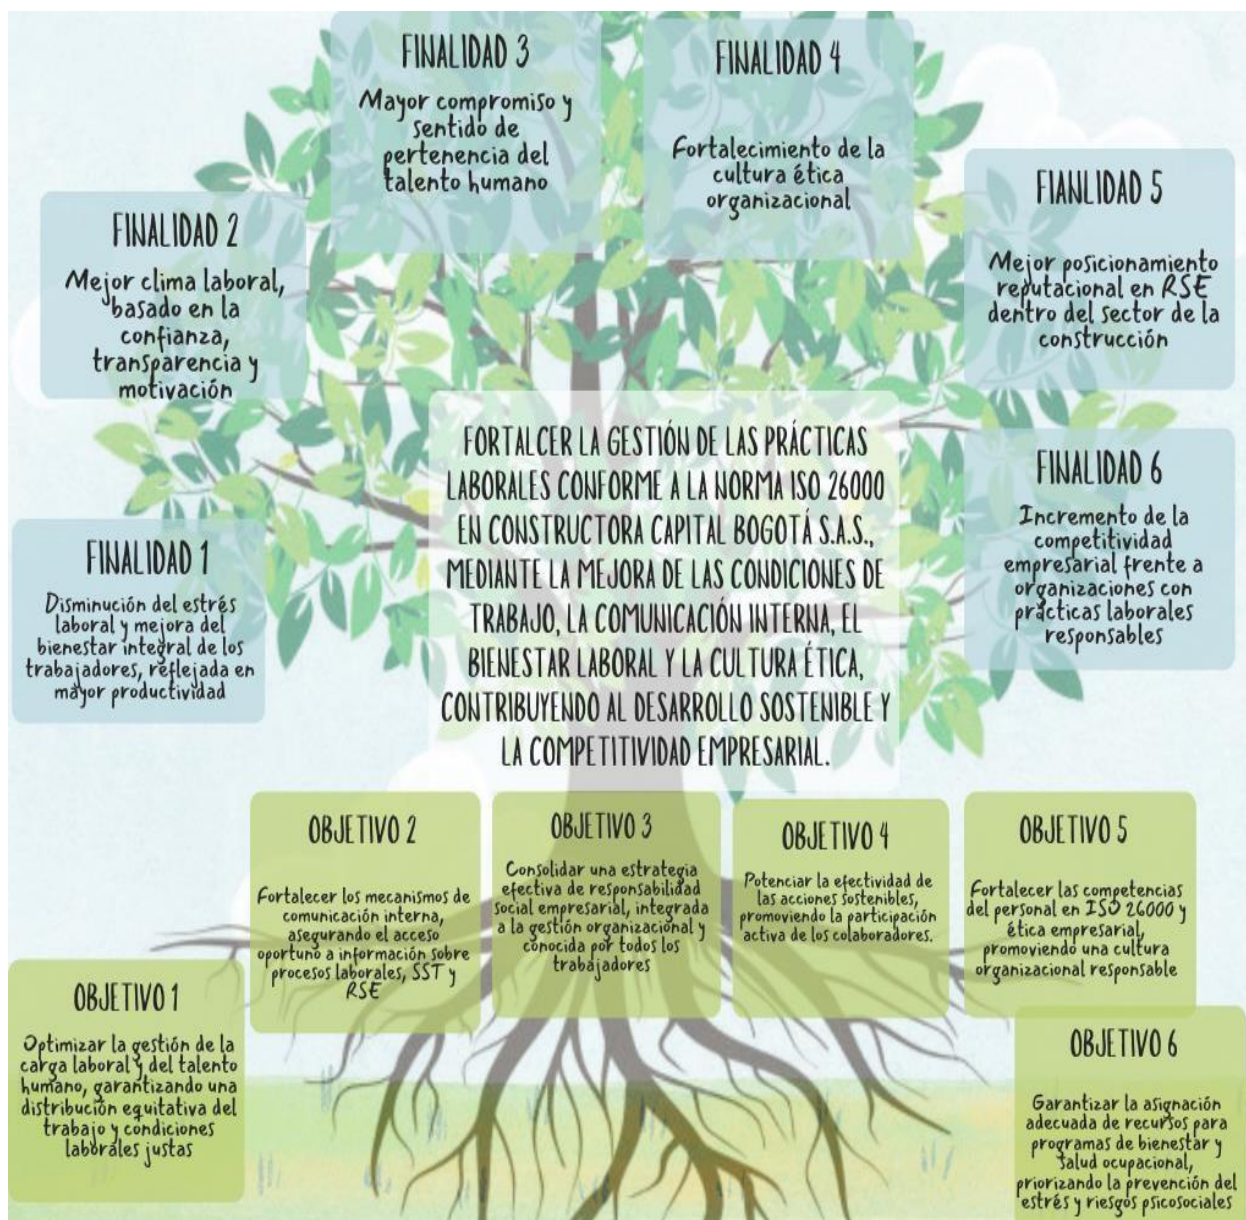 FINALIDAD 3
Mayor compromiso y
sentido de
pertenencia del
talento humano
FINALIDAD 4
Fortalecimiento de la
cultura ética
organizacional
FIANLIDAD 5
Mejor posicionamiento
reputacional en RSE
dentro del sector de la
construcción
FINALIDAD 2
Mejor clima laboral,
basado en la
confianza,
transparencia y
motivación
FORTALCER LA GESTIÓN DE LAS PRÁCTICAS
LABORALES CONFORME A LA NORMA ISO 26000
EN CONSTRUCTORA CAPITAL BOGOTÁ S.A.S.,
MEDIANTE LA MEJORA DE LAS CONDICIONES DE
TRABAJO, LA COMUNICACIÓN INTERNA, EL
BIENESTAR LABORAL Y LA CULTURA ÉTICA,
CONTRIBUYENDO AL DESARROLLO SOSTENIBLE Y
LA COMPETITIVIDAD EMPRESARIAL.
FINALIDAD 6
Incremento de la
competitividad
empresarial frente a
organizaciones con
prácticas laborales
responsables
FINALIDAD 1
Disminución del estrés
laboral y mejora del
bienestar integral de los
trabajadores, reflejada en
mayor productividad
OBJETIVO 2
Fortalecer los mecanismos de
comunicación interna,
asegurando el acceso
oportuno a información sobre
procesos laborales, SST y
RSE
OBJETIVO 3
Consolidar una estrategia
efectiva de responsabilidad
social empresarial, integrada
a la gestión organizacional y
conocida por todos los
trabajadores
OBJETIVO 4
Potenciar la efectividad de
las acciones sostenibles,
promoviendo la participación
activa de los colaboradores.
OBJETIVO 5
Fortalecer las competencias
del personal en ISO 26000 y
ética empresarial,
promoviendo una cultura
organizacional responsable
OBJETIVO 1
Optimizar la gestión de la
carga laboral y del talento
humano, garantizando una
distribución equitativa del
trabajo y condiciones
laborales justas
OBJETIVO 6
Garantizar la asignación
adecuada de recursos para
programas de bienestar y
salud ocupacional,
priorizando la prevención del
estrés y riesgos psicosociales